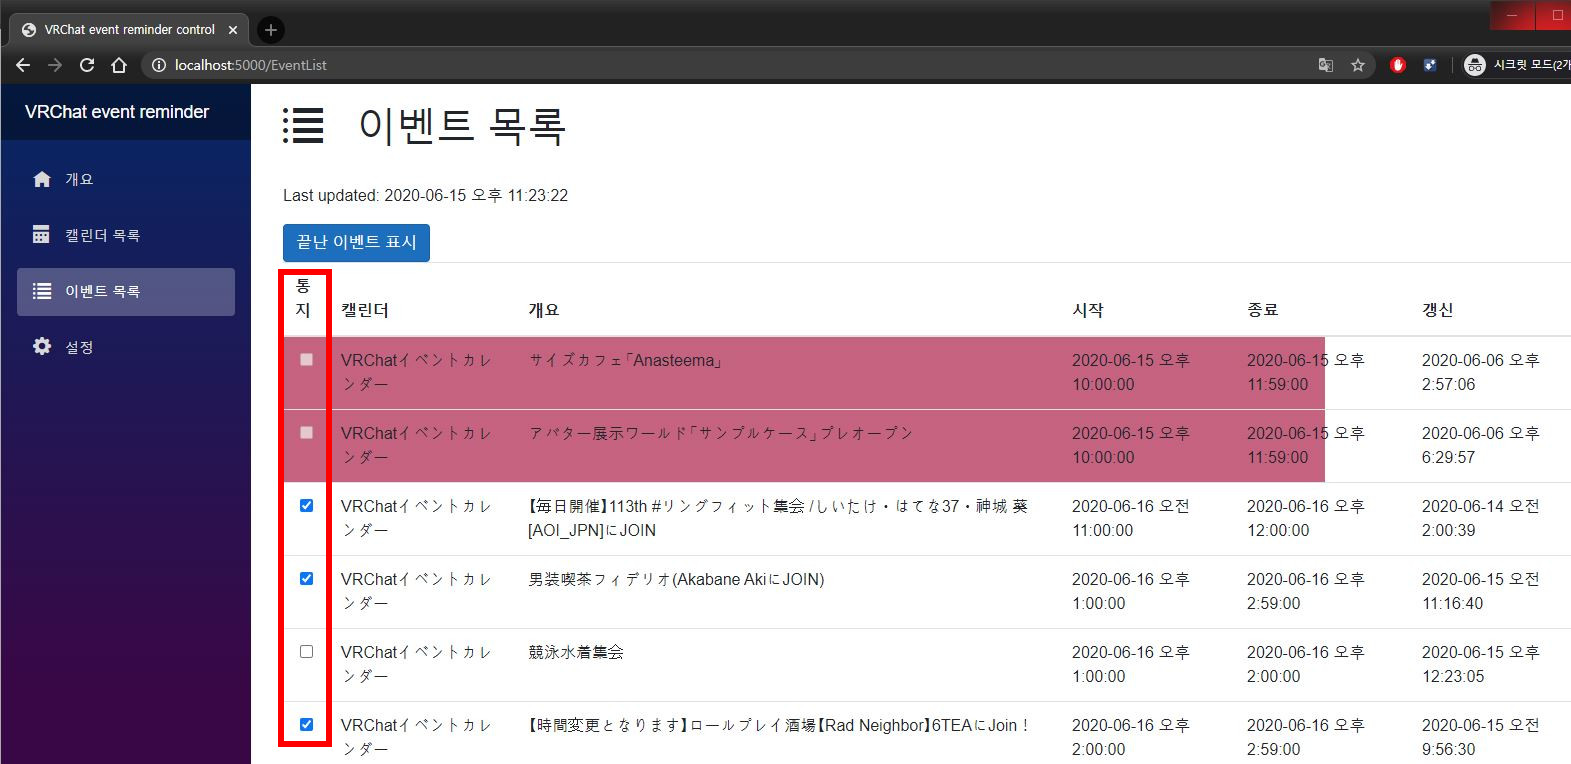 VRChat event reminder control
localhost:5000/EventList
시크릿 모드(2개
VRChat event reminder
개요
캘린더 목록
이벤트 목록
설정
이벤트 목록
Last updated: 2020-06-15 오후 11:23:22
끝난 이벤트 표시
통
지 캘린더 개요 시작 종료 갱신
VRChatイベントカレ サイズカフェ「Anasteema」 2020-06-15 오후 2020-06-15 오후 2020-06-06 오후
ンダー 10:00:00 11:59:00 2:57:06
VRChatイベントカレ アバター展示ワールド「サンプルケース」プレオープン 2020-06-15 오후 2020-06-15 오후 2020-06-06 오후
ンダー 10:00:00 11:59:00 6:29:57
VRChatイベントカレ 【毎日開催】113th #リングフィット集会 /しいたけ・はてな37・神城 葵 2020-06-16 오전 2020-06-16 오후 2020-06-14 오전
ンダー [AOI_JPN]にJOIN 11:00:00 12:00:00 2:00:39
VRChatイベントカレ 男装喫茶フィデリオ(Akabane AkiにJOIN) 2020-06-16 오후 2020-06-16 오후 2020-06-15 오전
ンダー 1:00:00 2:59:00 11:16:40
VRChatイベントカレ 競泳水着集会 2020-06-16 오후 2020-06-16 오후 2020-06-15 오후
ンダー 1:00:00 2:00:00 12:23:05
VRChatイベントカレ 【時間変更となります】ロールプレイ酒場【Rad Neighbor】6TEAにJoin！ 2020-06-16 오후 2020-06-16 오후 2020-06-15 오전
ンダー 2:00:00 2:59:00 9:56:30